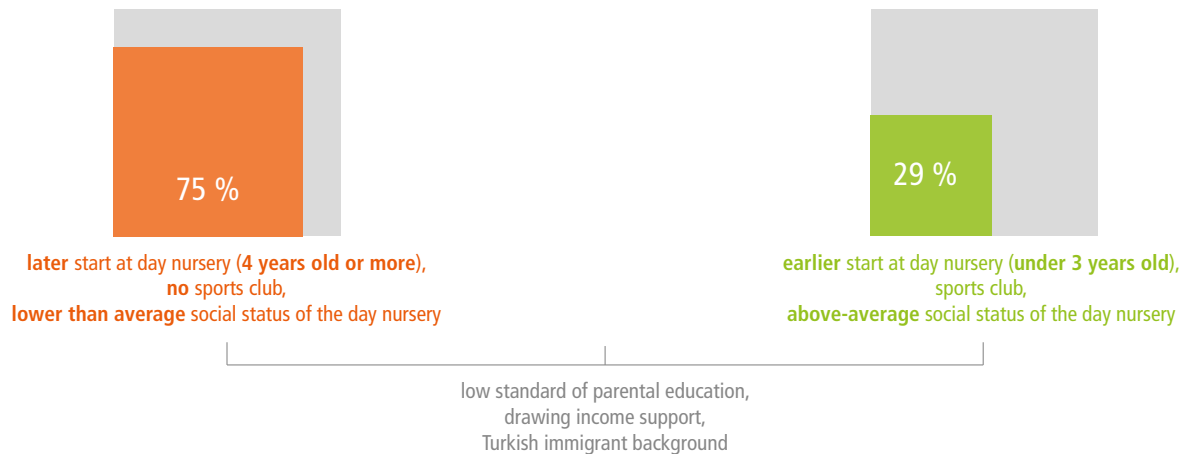 75 %
29 %
later start at day nursery (4 years old or more),
no sports club,
lower than average social status of the day nursery
earlier start at day nursery (under 3 years old),
sports club,
above-average social status of the day nursery
low standard of parental education,
drawing income support,
Turkish immigrant background